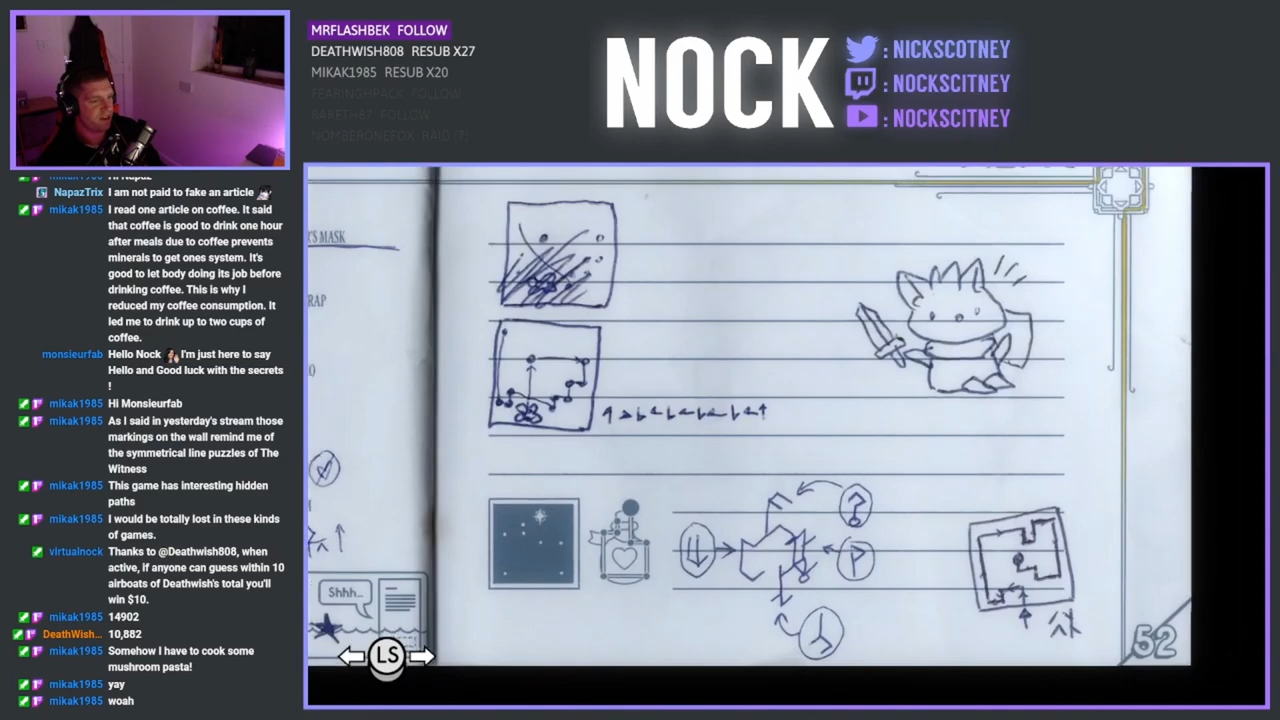 MRFLASHBEK FOLLOW
DEATHWISH808 RESUB X27
MIKAK1985 RESUB X20
FEARINGHPACK FOLLOW
GARETH87 FOLLOW
NOMBERONEFOX RAID (7)
NOCK
: NICKSCOTNEY
: NOCKSCITNEY
: NOCKSCITNEY
NapazTrix I am not paid to fake an article
mikak1985 I read one article on coffee. It said
that coffee is good to drink one hour
after meals due to coffee prevents
minerals to get ones system. It's
good to let body doing its job before
drinking coffee. This is why I
reduced my coffee consumption. It
led me to drink up to two cups of
coffee.
monsieurfab Hello Nock I'm just here to say
Hello and Good luck with the secrets
!
mikak1985 Hi Monsieurfab
mikak1985 As I said in yesterday's stream those
markings on the wall remind me of
the symmetrical line puzzles of The
Witness
mikak1985 This game has interesting hidden
paths
mikak1985 I would be totally lost in these kinds
of games.
virtualnock Thanks to @Deathwish808, when
active, if anyone can guess within 10
airboats of Deathwish's total you'll
win $10.
mikak1985 14902
DeathWish... 10,882
mikak1985 Somehow I have to cook some
mushroom pasta!
mikak1985 yay
mikak1985 woah
'S MASK
RAP
O
Shhh...
LS
?
P
52